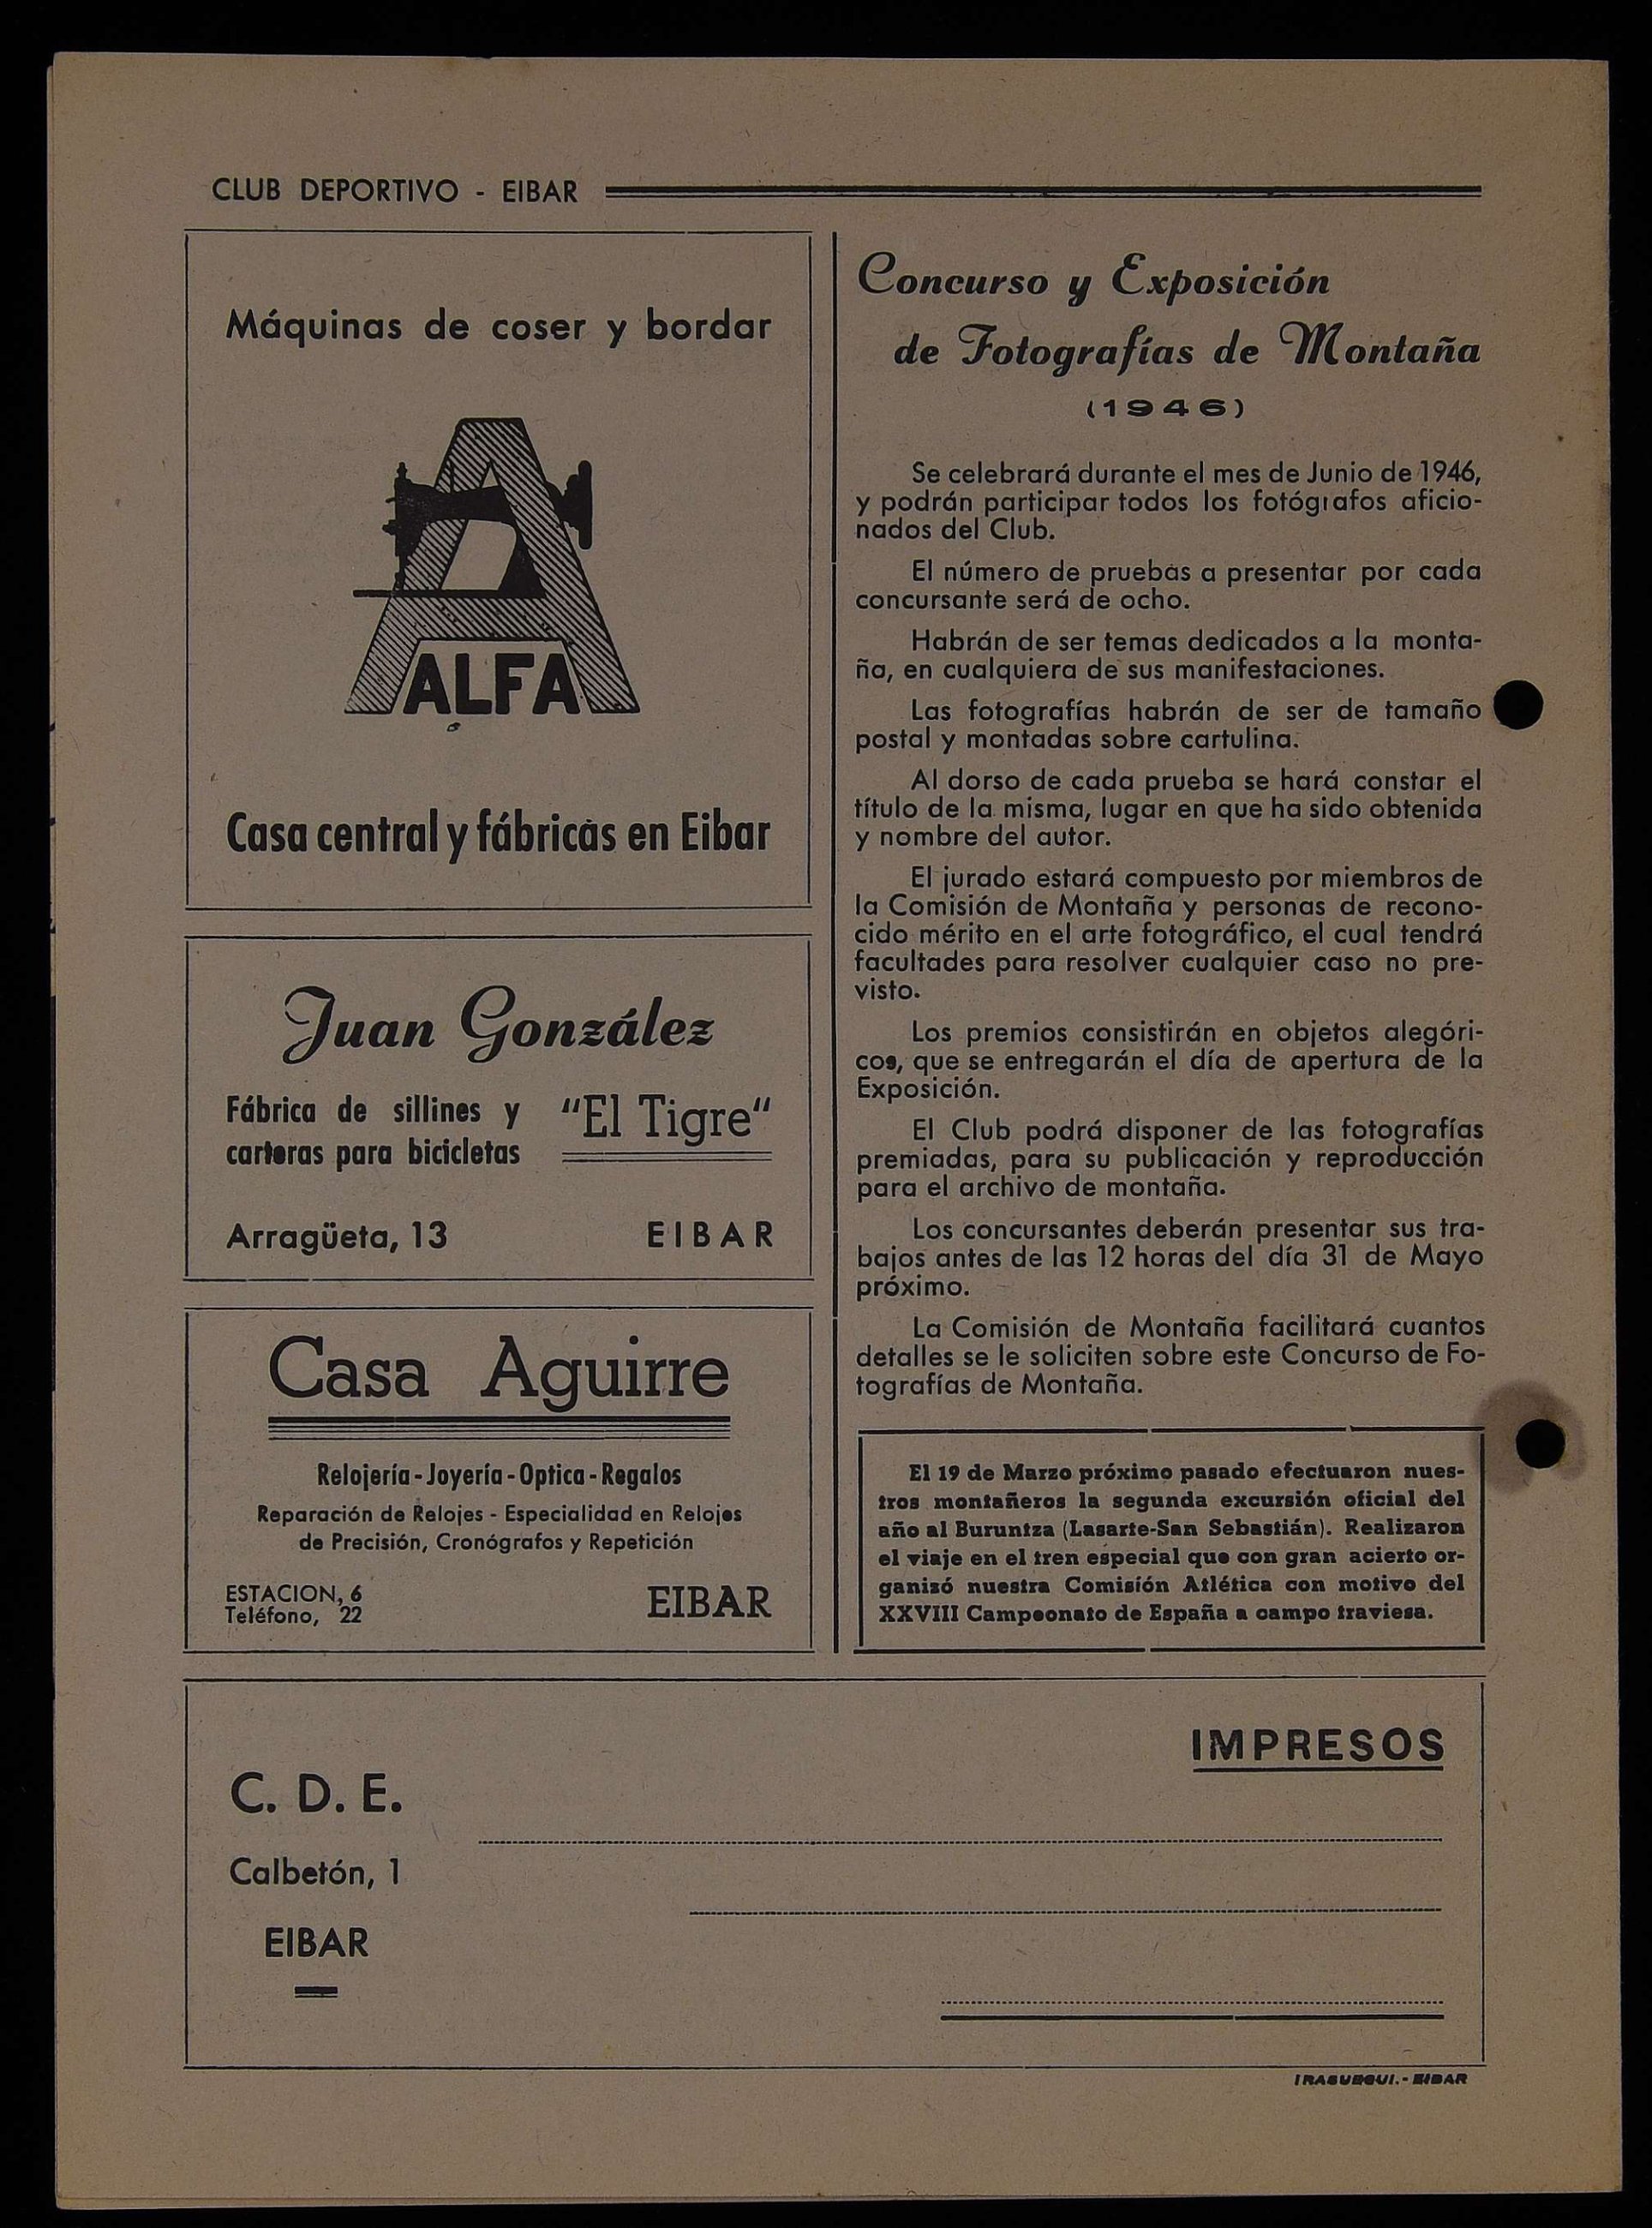 CLUB DEPORTIVO - EIBAR
Máquinas de coser y bordar
ALFA
Casa central y fábricas en Eibar
Juan González
Fábrica de sillines y
carteras para bicicletas
"El Tigre"
Arragüeta, 13 EIBAR
Casa Aguirre
Relojería - Joyería - Optica - Regalos
Reparación de Relojes - Especialidad en Relojes
de Precisión, Cronógrafos y Repetición
ESTACION, 6
Teléfono, 22
EIBAR
Concurso y Exposición
de Fotografías de Montaña
(1946)
Se celebrará durante el mes de Junio de 1946,
y podrán participar todos los fotógrafos aficio-
nados del Club.
El número de pruebas a presentar por cada
concursante será de ocho.
Habrán de ser temas dedicados a la monta-
ña, en cualquiera de sus manifestaciones.
Las fotografías habrán de ser de tamaño
postal y montadas sobre cartulina.
Al dorso de cada prueba se hará constar el
título de la misma, lugar en que ha sido obtenida
y nombre del autor.
El jurado estará compuesto por miembros de
la Comisión de Montaña y personas de recono-
cido mérito en el arte fotográfico, el cual tendrá
facultades para resolver cualquier caso no pre-
visto.
Los premios consistirán en objetos alegóri-
cos, que se entregarán el día de apertura de la
Exposición.
El Club podrá disponer de las fotografías
premiadas, para su publicación y reproducción
para el archivo de montaña.
Los concursantes deberán presentar sus tra-
bajos antes de las 12 horas del día 31 de Mayo
próximo.
La Comisión de Montaña facilitará cuantos
detalles se le soliciten sobre este Concurso de Fo-
tografías de Montaña.
El 19 de Marzo próximo pasado efectuaron nues-
tros montañeros la segunda excursión oficial del
año al Buruntza (Lasarte-San Sebastián). Realizaron
el viaje en el tren especial que con gran acierto or-
ganizó nuestra Comisión Atlética con motivo del
XXVIII Campeonato de España a campo traviesa.
IMPRESOS
C. D. E.
Calbetón, 1
EIBAR
IRAGUEGUI.- EIBAR